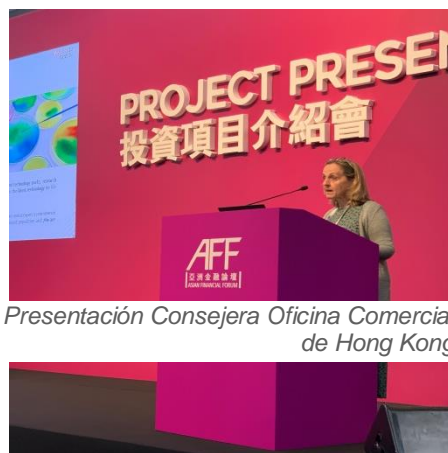 PROJECT PRESEN
投資項目介紹會
AFF
亞洲金融論壇
ASIAN FINANCIAL FORUM
Presentación Consejera Oficina Comercia
de Hong Kong